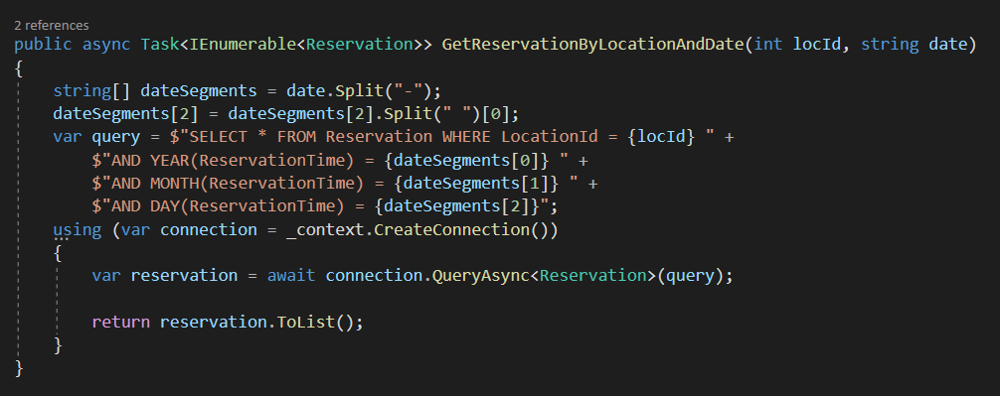 2 references
public async Task<IEnumerable<Reservation>> GetReservationByLocationAndDate(int locId, string date)
{
    string[] dateSegments = date.Split("-");
    dateSegments[2] = dateSegments[2].Split(" ")[0];
    var query = $"SELECT * FROM Reservation WHERE LocationId = {locId} " +
        $"AND YEAR(ReservationTime) = {dateSegments[0]} " +
        $"AND MONTH(ReservationTime) = {dateSegments[1]} " +
        $"AND DAY(ReservationTime) = {dateSegments[2]}";
    using (var connection = _context.CreateConnection())
    {
        var reservation = await connection.QueryAsync<Reservation>(query);

        return reservation.ToList();
    }
}